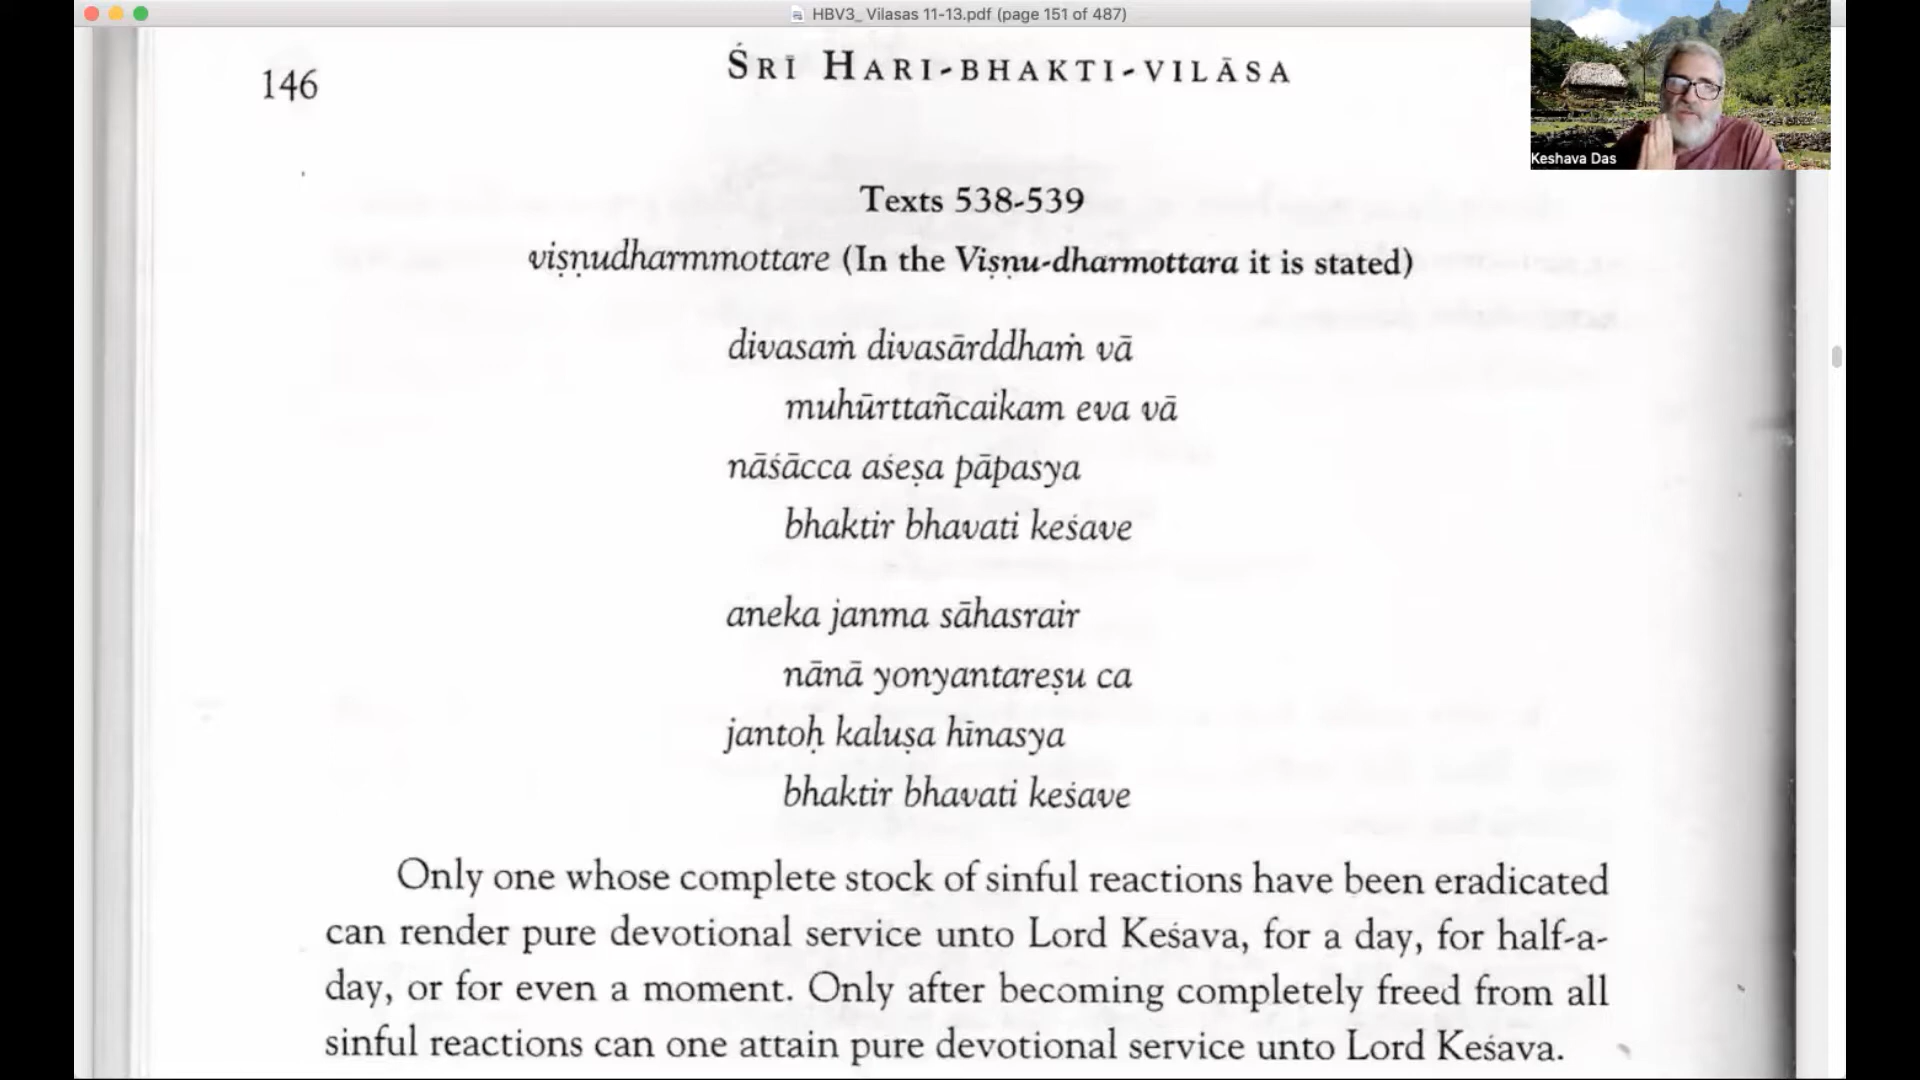 HBV3_ Vilasas 11-13.pdf (page 151 of 487)
146
ŚRĪ HARI-BHAKTI-VILĀSA
Keshava Das
Texts 538-539
viṣṇudharmmottare (In the Viṣṇu-dharmottara it is stated)
divasaṁ divasārddhaṁ vā
muhūrttañcaikam eva vā
nāśācca aśeṣa pāpasya
bhaktir bhavati keśave
aneka janma sāhasrair
nānā yonyantareṣu ca
jantoḥ kaluṣa hīnasya
bhaktir bhavati keśave
Only one whose complete stock of sinful reactions have been eradicated
can render pure devotional service unto Lord Keśava, for a day, for half-a-
day, or for even a moment. Only after becoming completely freed from all
sinful reactions can one attain pure devotional service unto Lord Keśava.